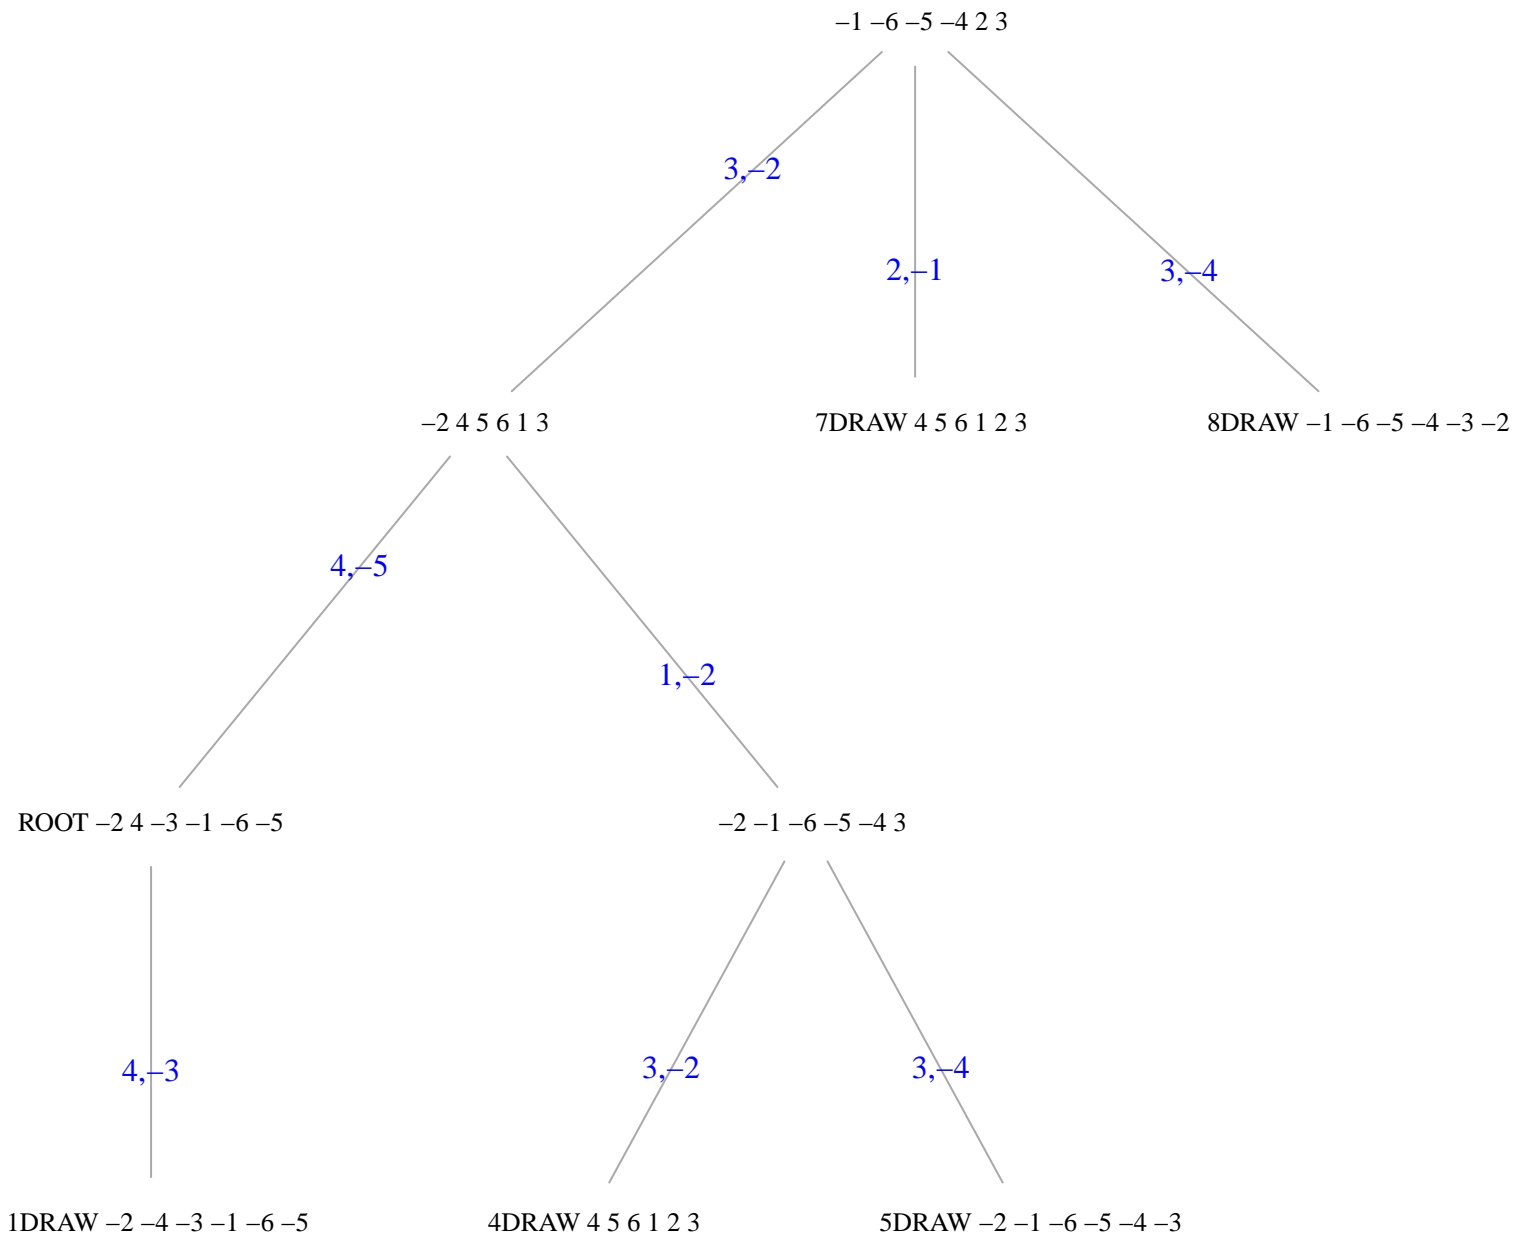 –1 –6 –5 –4 2 3
3,–2
2,–1
3,–4
–2 4 5 6 1 3
7DRAW 4 5 6 1 2 3
8DRAW –1 –6 –5 –4 –3 –2
4,–5
1,–2
ROOT –2 4 –3 –1 –6 –5
–2 –1 –6 –5 –4 3
4,–3
3,–2
3,–4
1DRAW –2 –4 –3 –1 –6 –5
4DRAW 4 5 6 1 2 3
5DRAW –2 –1 –6 –5 –4 –3